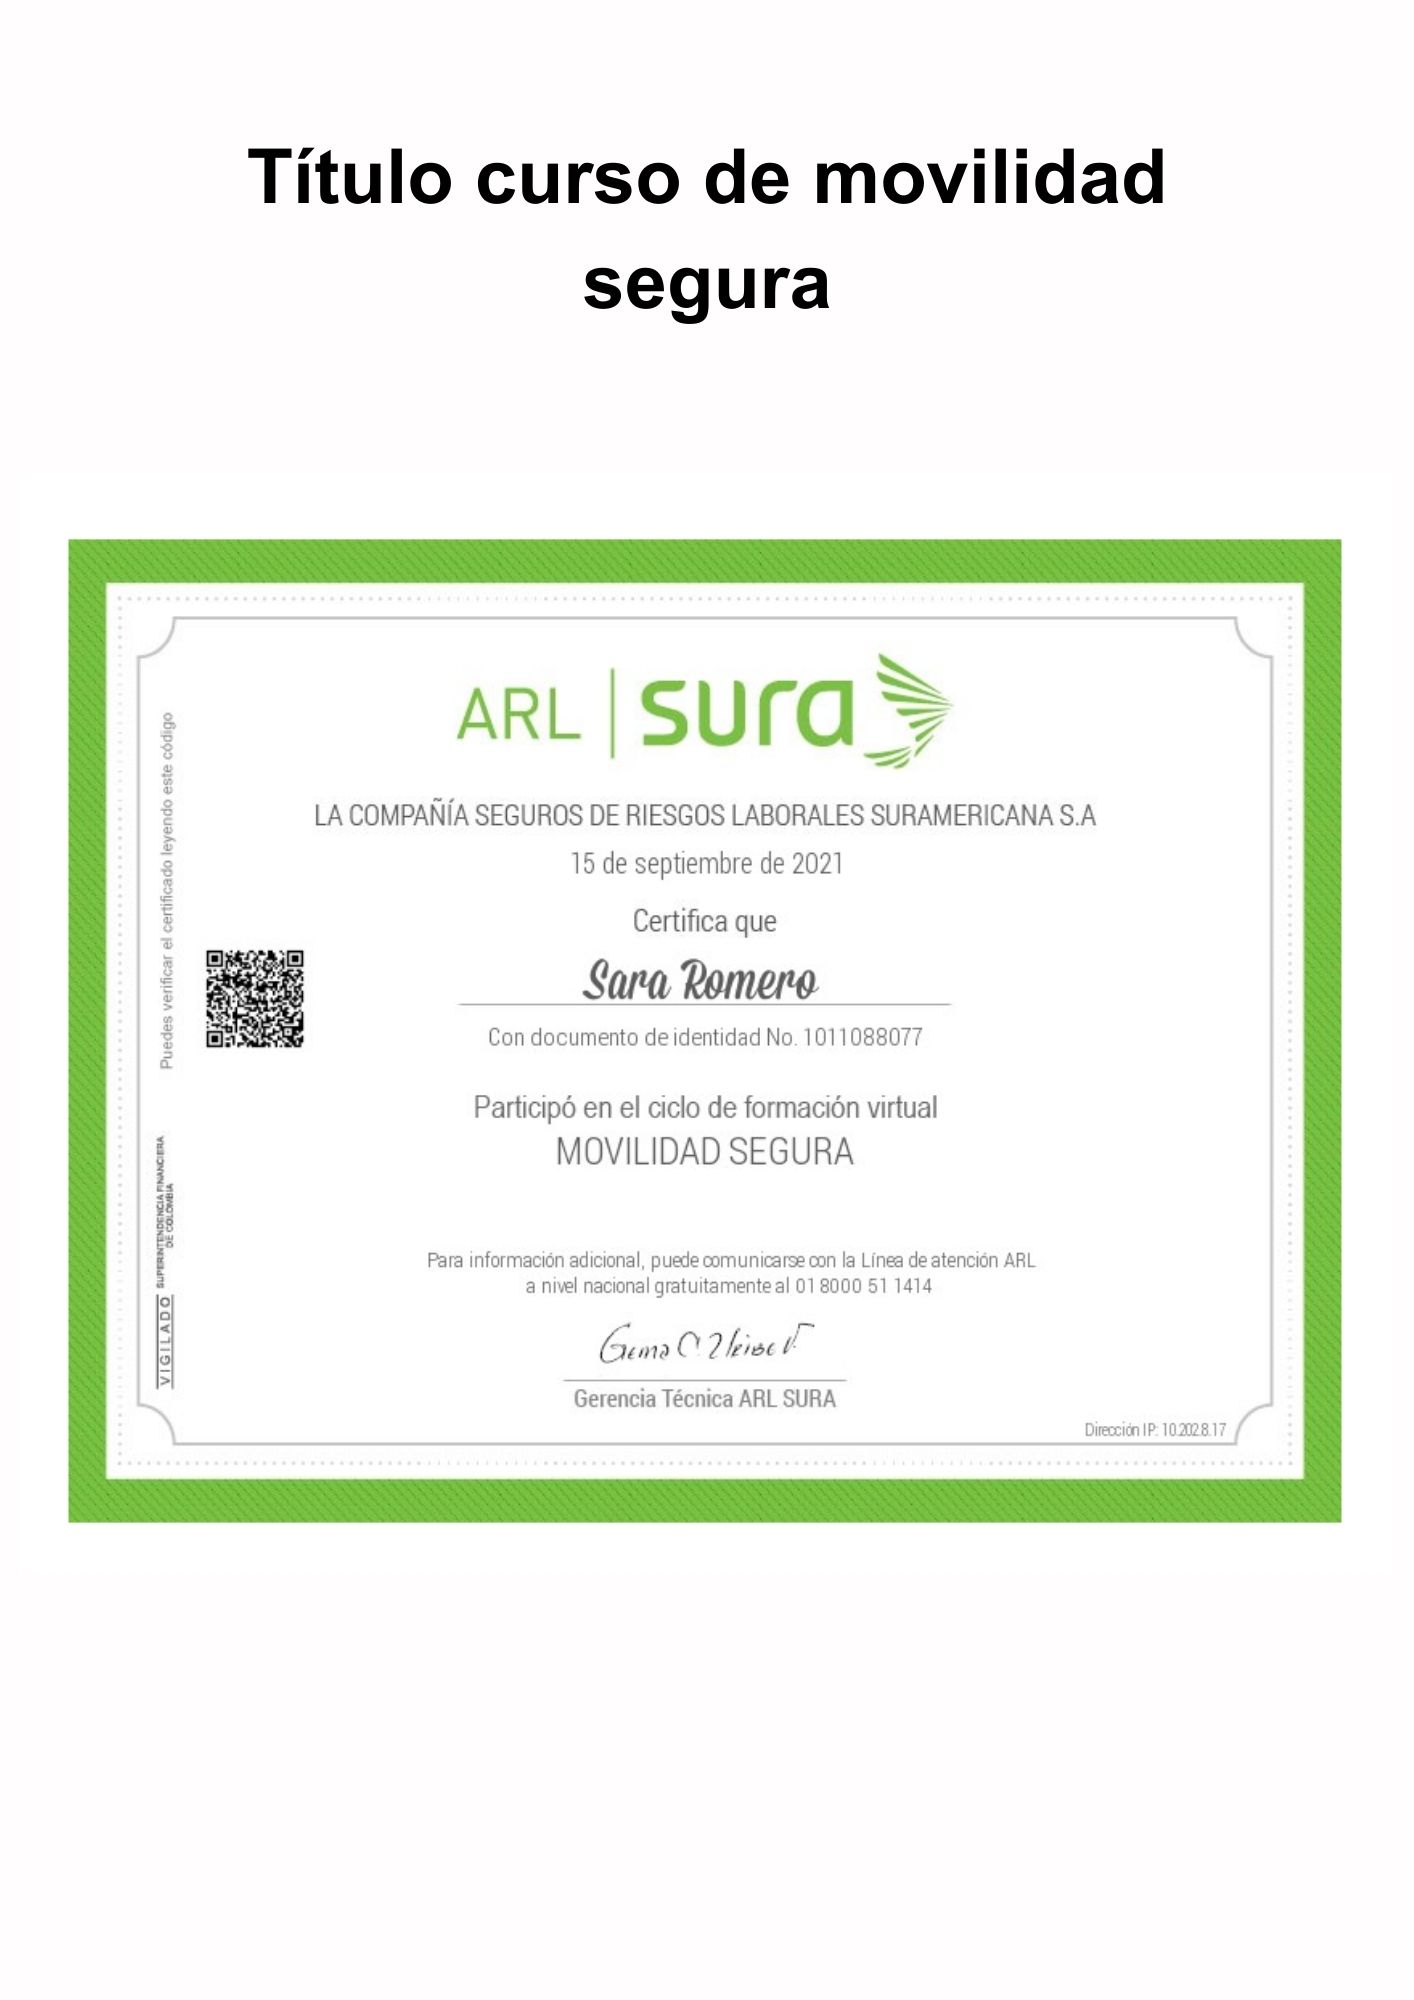 Título curso de movilidad
segura
ARL | sura
LA COMPAÑÍA SEGUROS DE RIESGOS LABORALES SURAMERICANA S.A
15 de septiembre de 2021
Certifica que
Sara Romero
Con documento de identidad No. 1011088077
Participó en el ciclo de formación virtual
MOVILIDAD SEGURA
Para información adicional, puede comunicarse con la Línea de atención ARL
a nivel nacional gratuitamente al 01 8000 51 1414
Gerencia Técnica ARL SURA
Dirección IP: 10.202.8.17
Puedes verificar el certificado leyendo este código
VIGILADO
SUPERINTENDENCIA FINANCIERA
DE COLOMBIA